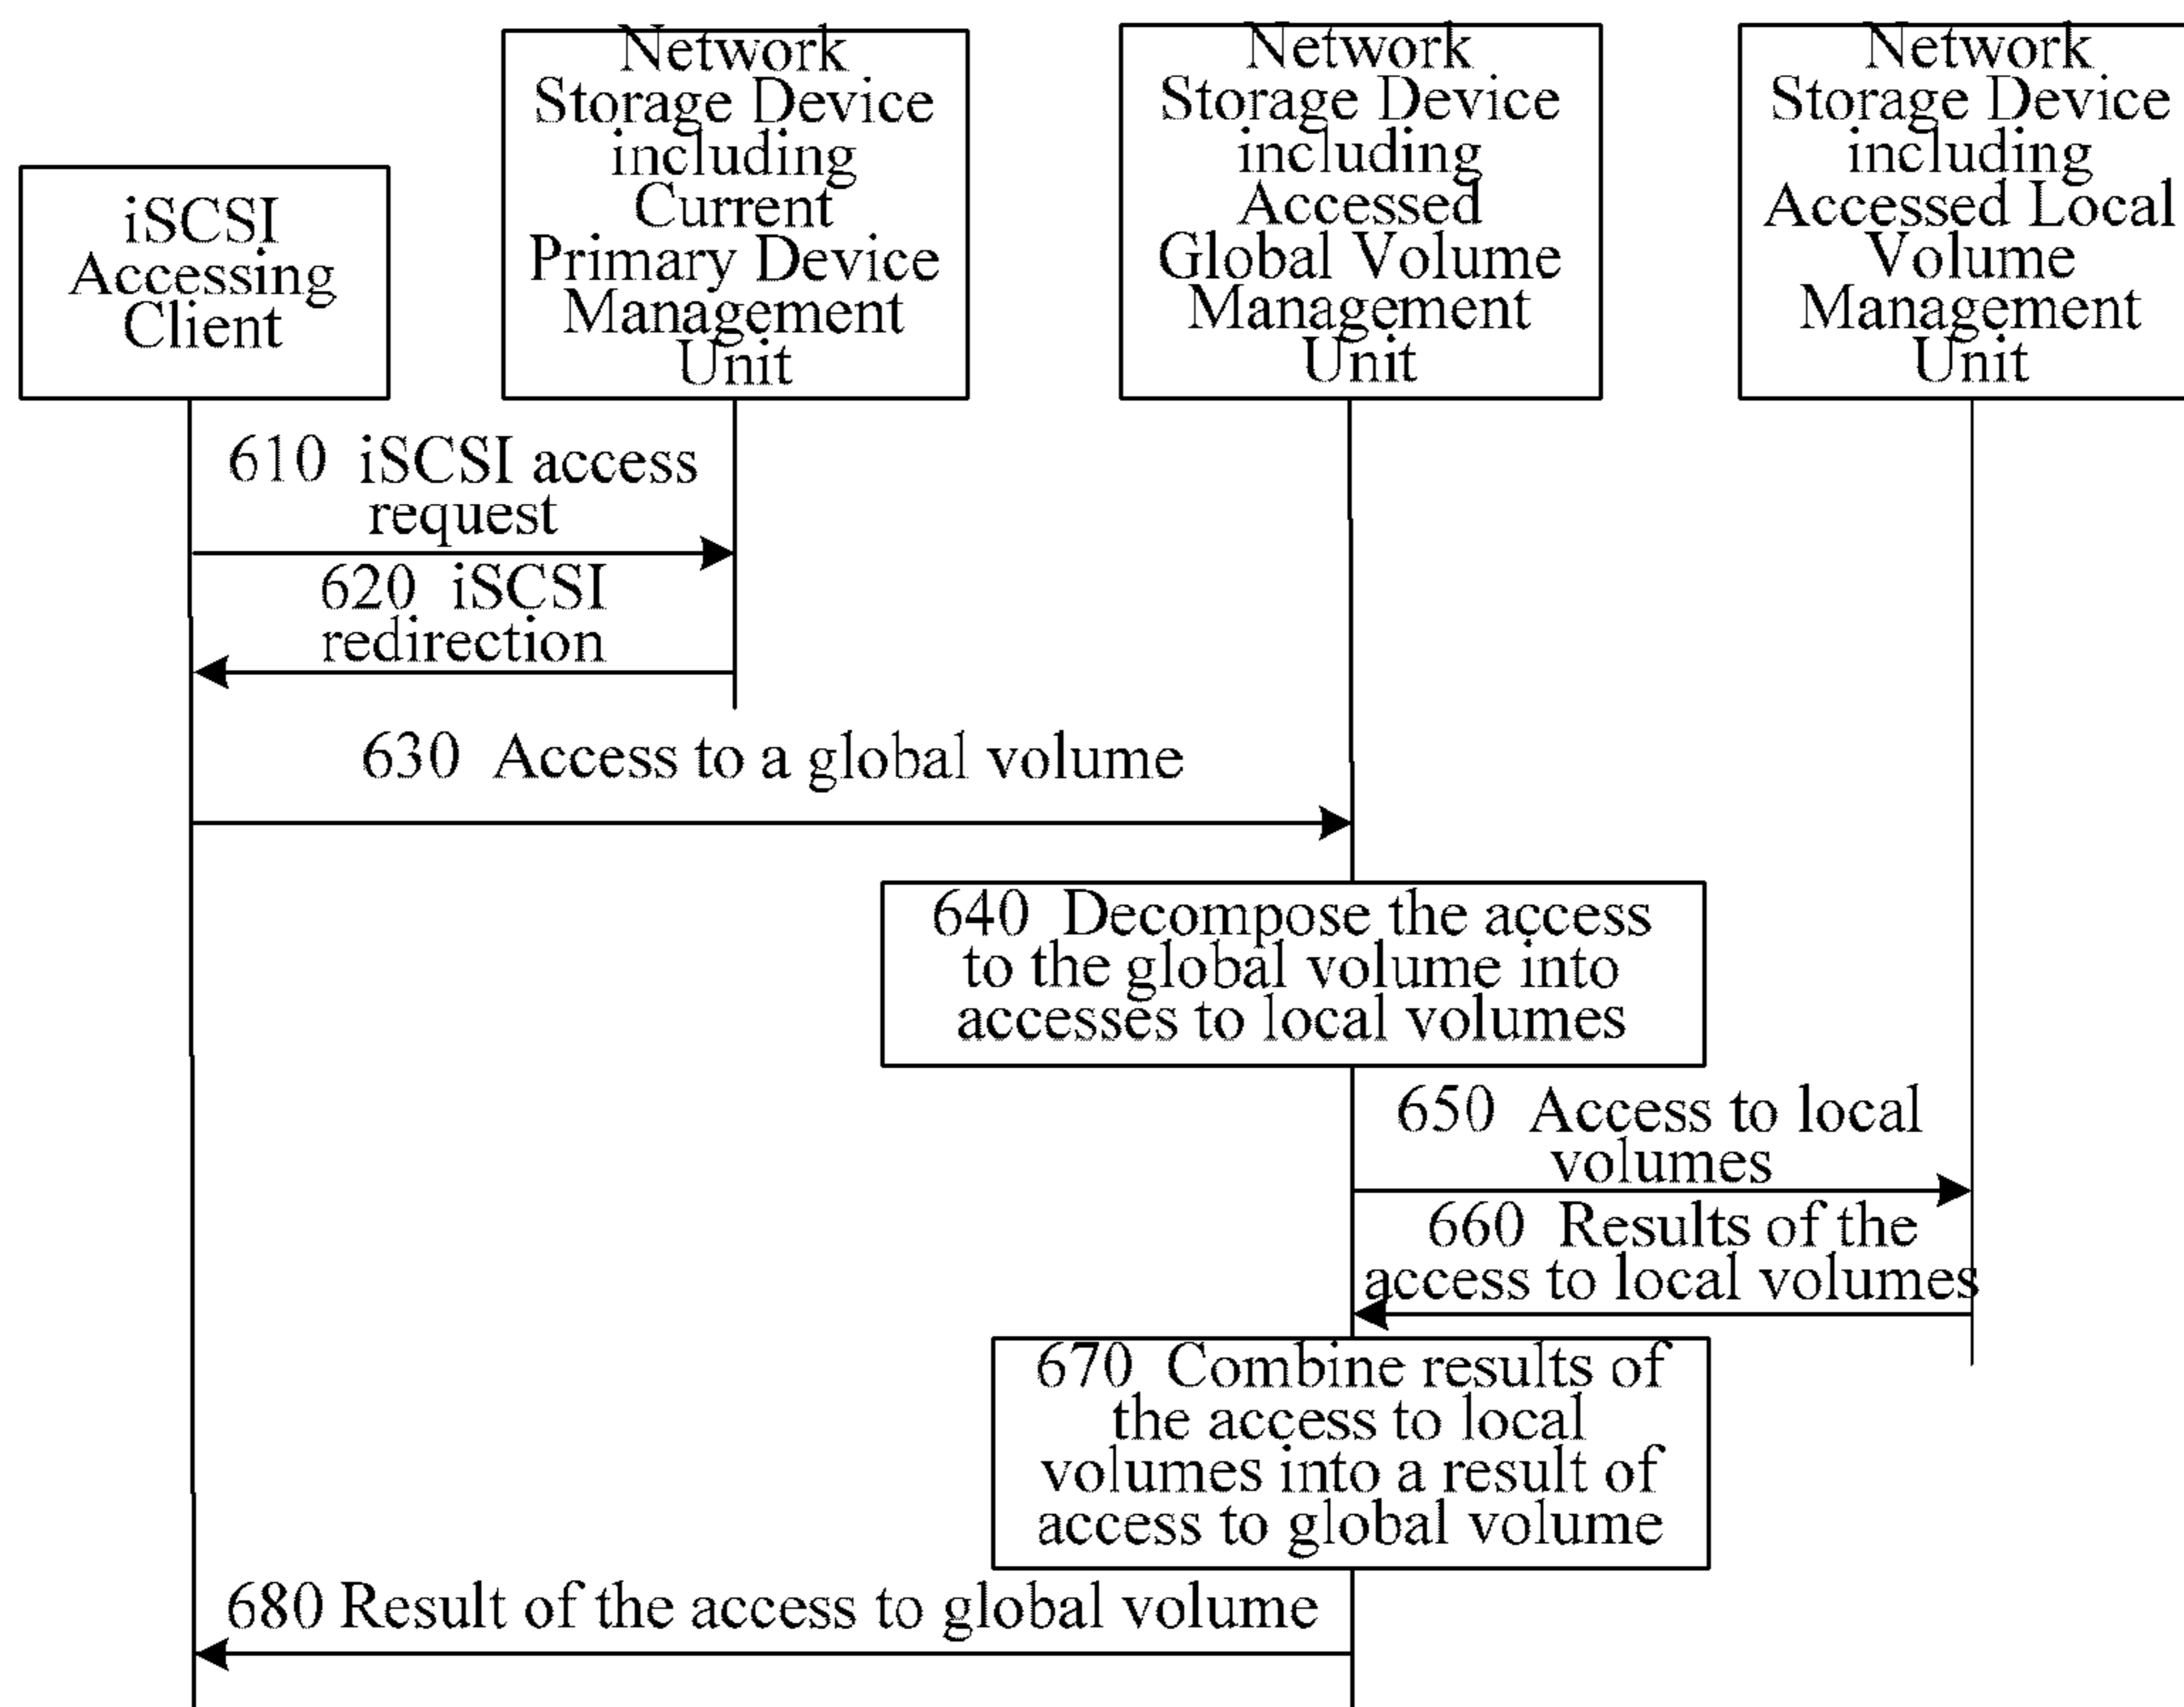 iSCSI
Accessing
Client
Network
Storage Device
including
Current
Primary Device
Management
Unit
Network
Storage Device
including
Accessed
Global Volume
Management
Unit
Network
Storage Device
including
Accessed Local
Volume
Management
Unit
610 iSCSI access
request
620 iSCSI
redirection
630 Access to a global volume
640 Decompose the access
to the global volume into
accesses to local volumes
650 Access to local
volumes
660 Results of the
access to local volumes
670 Combine results of
the access to local
volumes into a result of
access to global volume
680 Result of the access to global volume